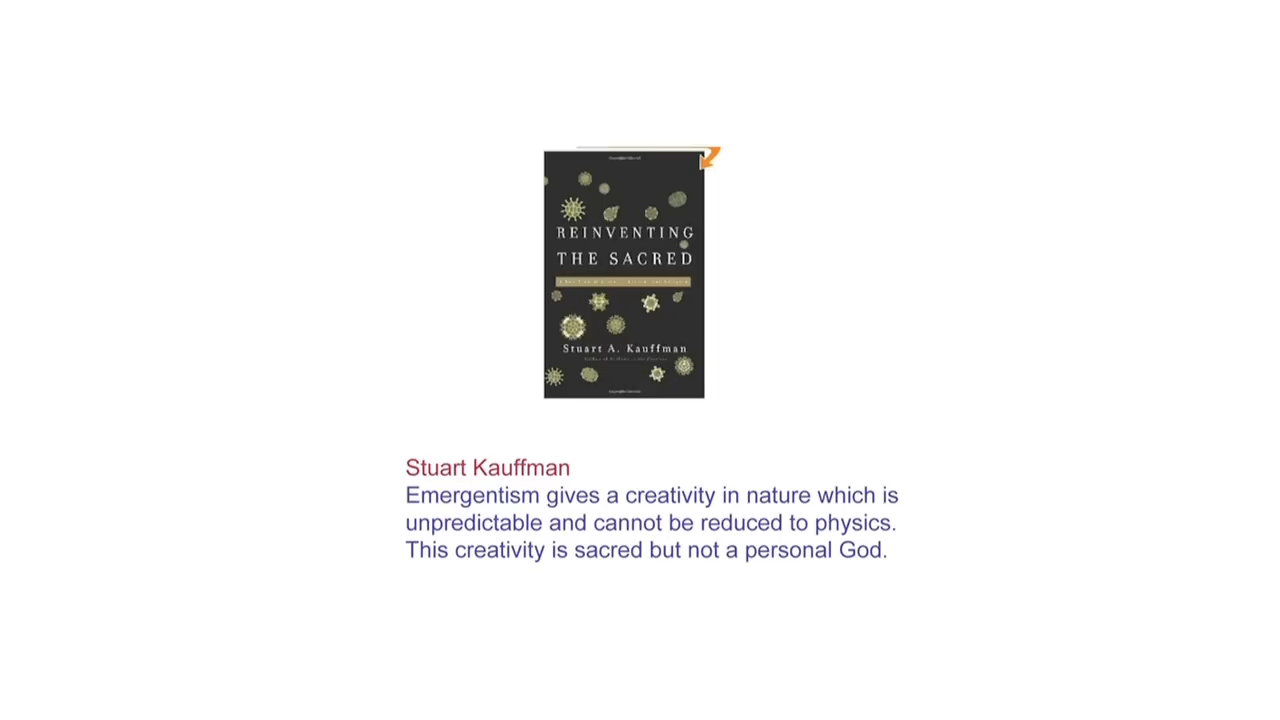 REINVENTING
THE SACRED
Stuart A. Kauffman
Stuart Kauffman
Emergentism gives a creativity in nature which is
unpredictable and cannot be reduced to physics.
This creativity is sacred but not a personal God.